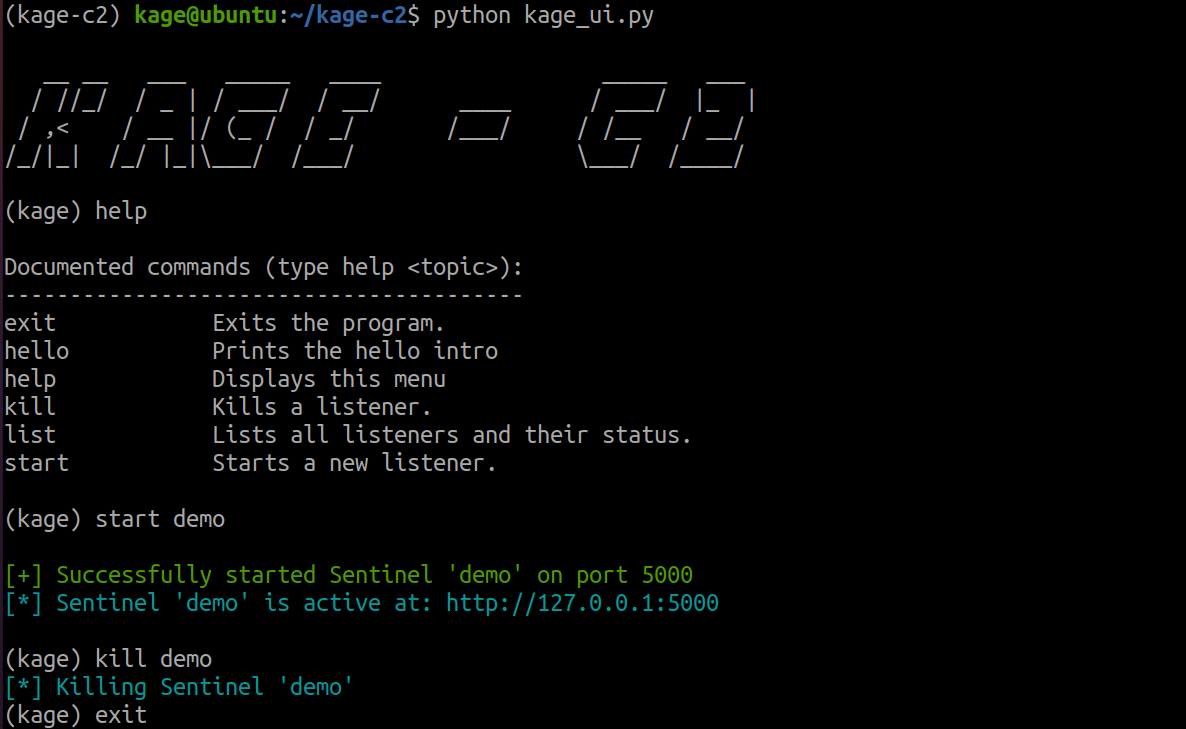 (kage-c2) kage@ubuntu:~/kage-c2$ python kage_ui.py
KAGE - C2
(kage) help
Documented commands (type help <topic>):
----------------------------------------
exit Exits the program.
hello Prints the hello intro
help Displays this menu
kill Kills a listener.
list Lists all listeners and their status.
start Starts a new listener.
(kage) start demo
[+] Successfully started Sentinel 'demo' on port 5000
[*] Sentinel 'demo' is active at: http://127.0.0.1:5000
(kage) kill demo
[*] Killing Sentinel 'demo'
(kage) exit